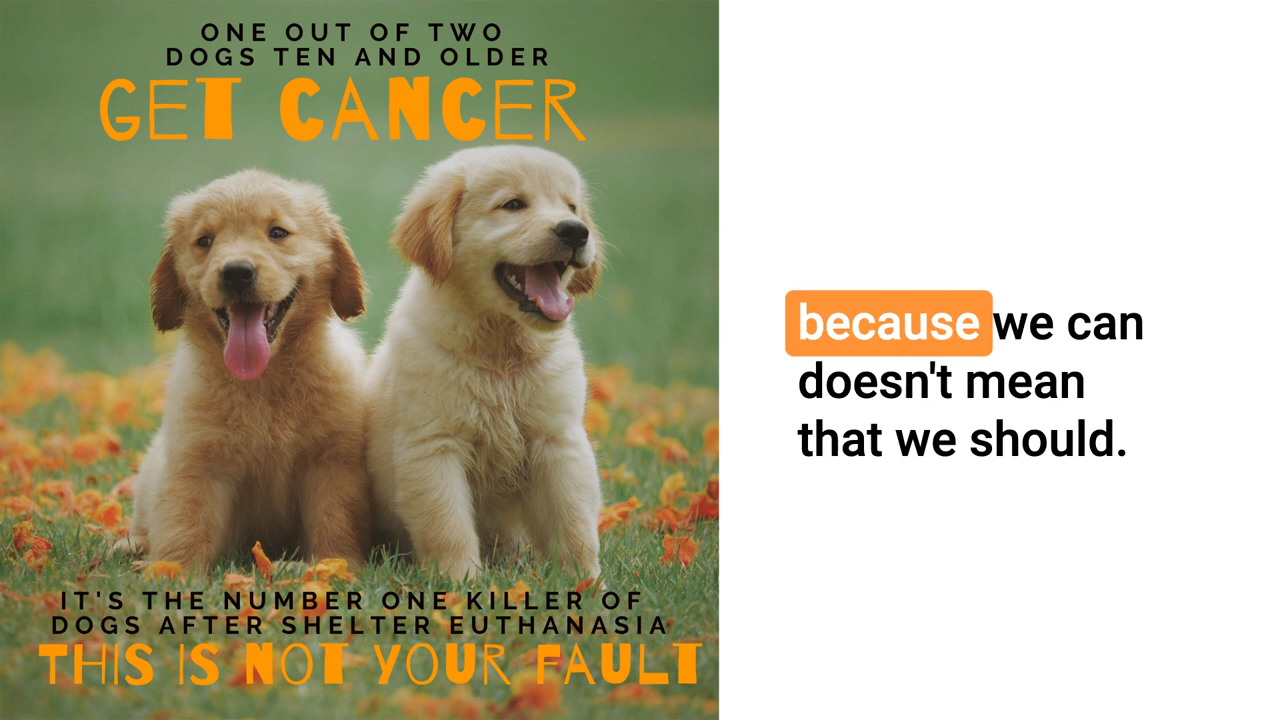 ONE OUT OF TWO
DOGS TEN AND OLDER
GET CANCER
IT'S THE NUMBER ONE KILLER OF
DOGS AFTER SHELTER EUTHANASIA
THIS IS NOT YOUR FAULT
because we can
doesn't mean
that we should.